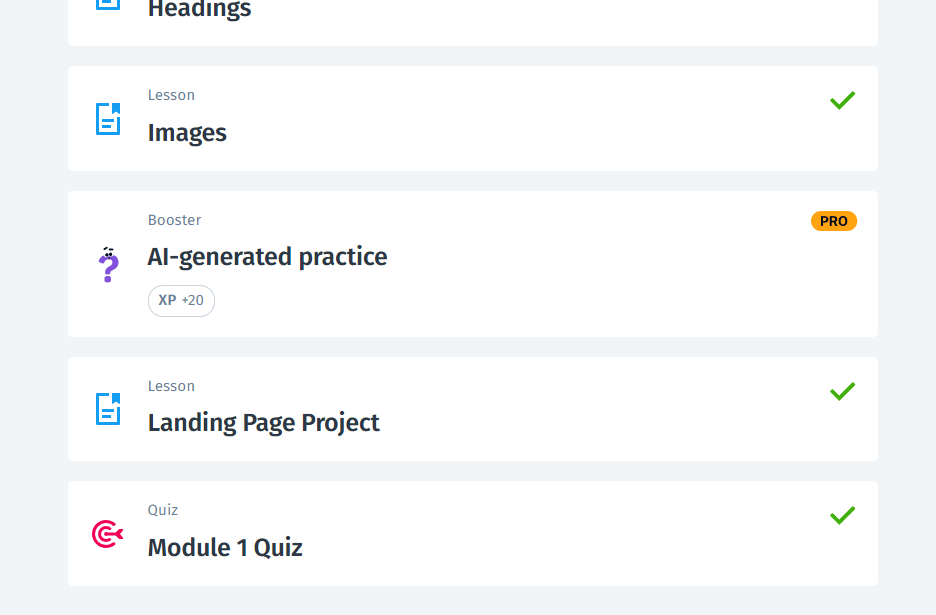 Headings
Lesson
Images
Booster
PRO
AI-generated practice
XP +20
Lesson
Landing Page Project
Quiz
Module 1 Quiz